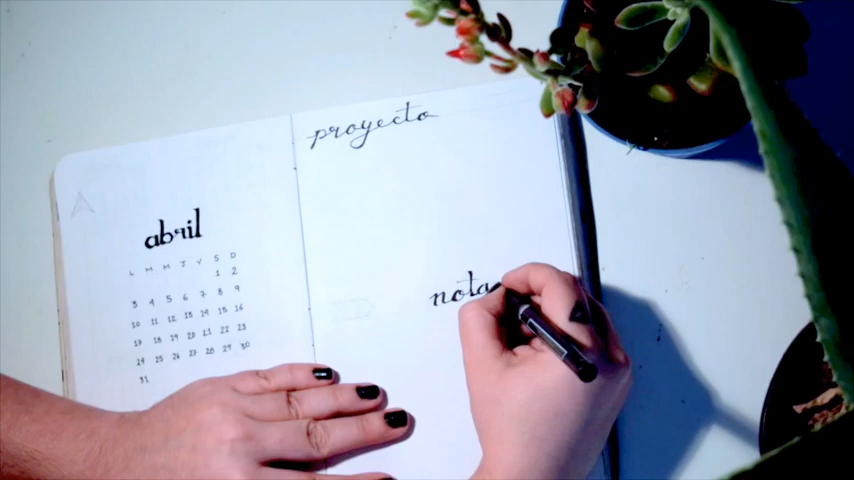 abril
L M M J V S D
1 2
3 4 5 6 7 8 9
10 11 12 13 14 15 16
17 18 19 20 21 22 23
24 25 26 27 28 29 30
31
proyecto
nota